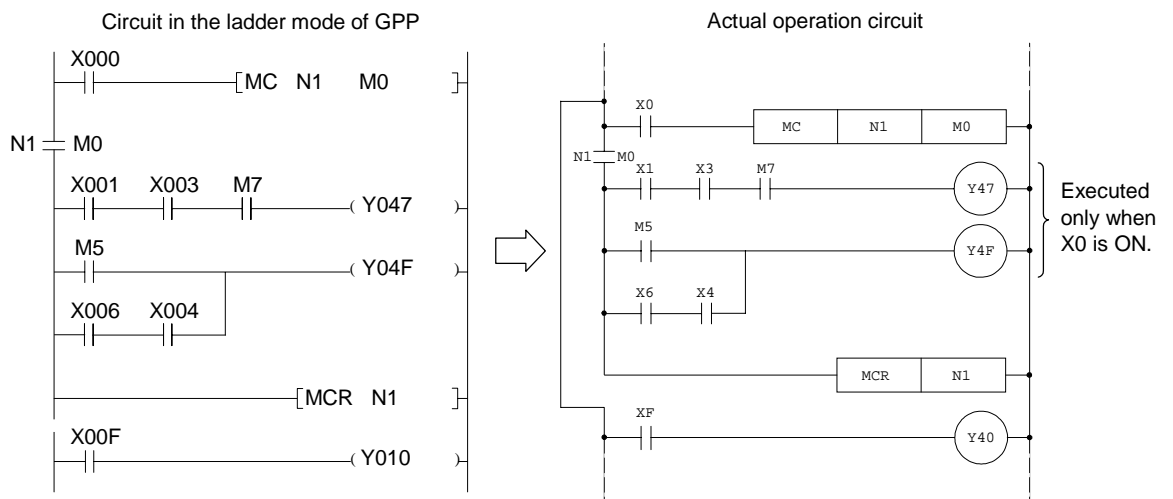 Circuit in the ladder mode of GPP
X000
MC N1 M0
N1 M0
X001 X003 M7
Y047
M5
Y04F
X006 X004
MCR N1
X00F
Y010
Actual operation circuit
X0
MC N1 M0
N1 M0
X1 X3 M7
Y47
M5
Y4F
X6 X4
MCR N1
XF
Y40
Executed
only when
X0 is ON.